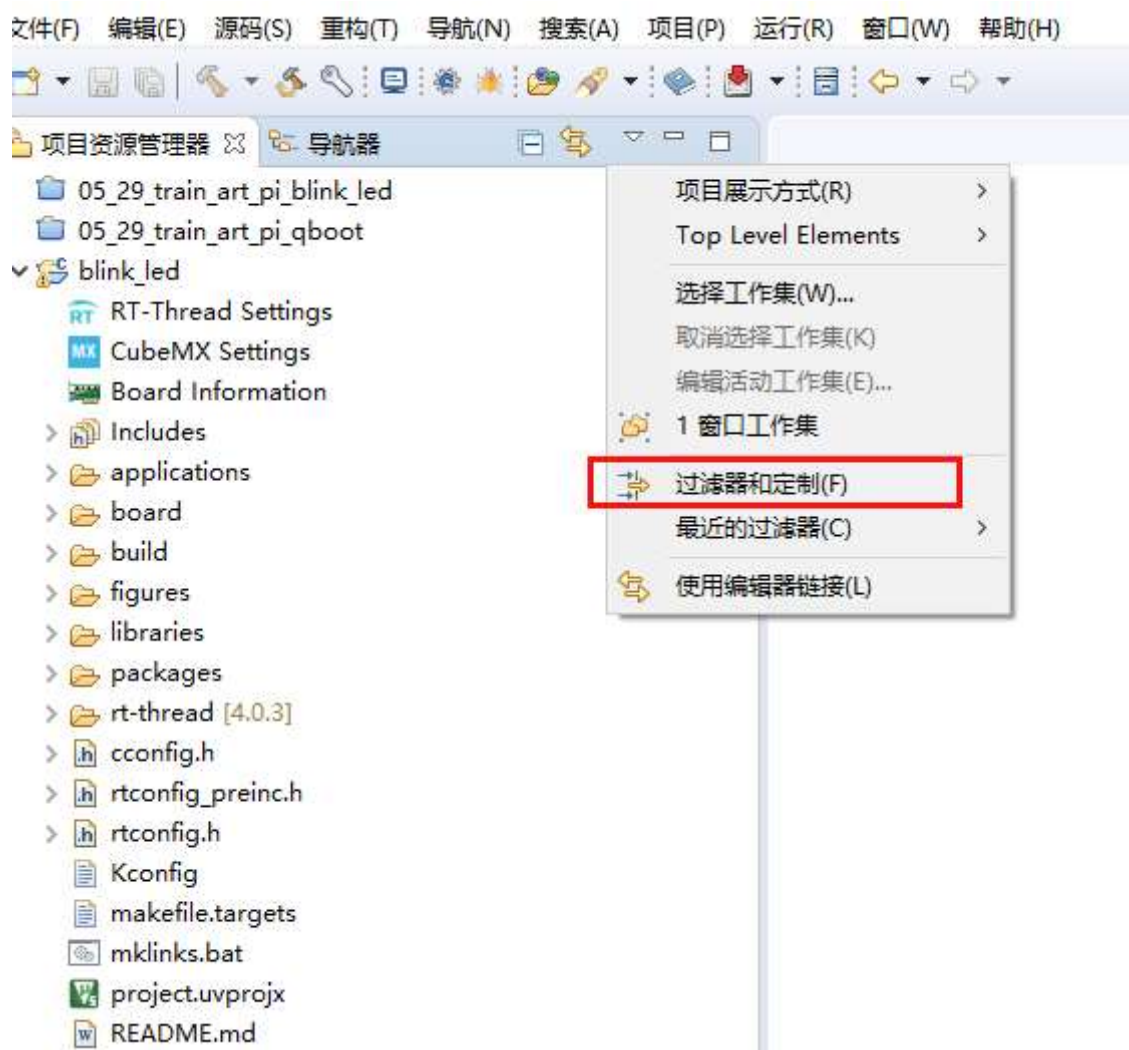 文件(F) 编辑(E) 源码(S) 重构(T) 导航(N) 搜索(A) 项目(P) 运行(R) 窗口(W) 帮助(H)
项目资源管理器 导航器
05_29_train_art_pi_blink_led
05_29_train_art_pi_qboot
blink_led
RT-Thread Settings
CubeMX Settings
Board Information
Includes
applications
board
build
figures
libraries
packages
rt-thread [4.0.3]
cconfig.h
rtconfig_preinc.h
rtconfig.h
Kconfig
makefile.targets
mklinks.bat
project.uvprojx
README.md
项目展示方式(R)
Top Level Elements
选择工作集(W)...
取消选择工作集(K)
编辑活动工作集(E)...
1 窗口工作集
过滤器和定制(F)
最近的过滤器(C)
使用编辑器链接(L)